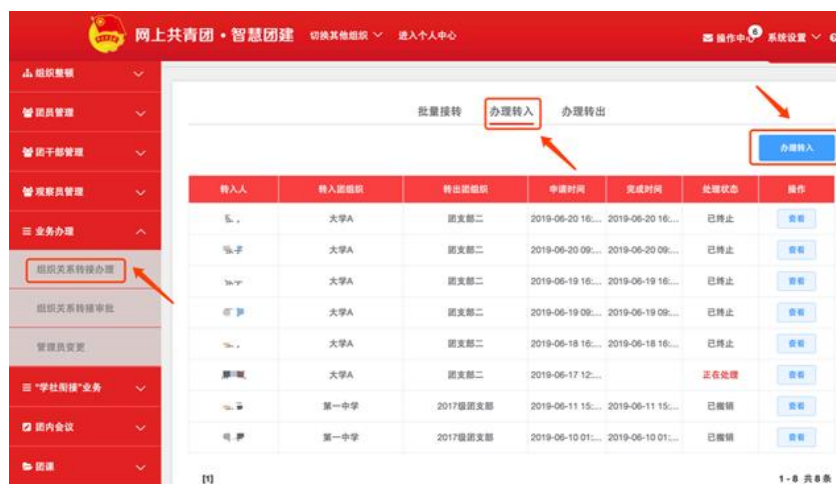 网上共青团·智慧团建 切换其他组织 进入个人中心 操作中心 6 系统设置
组织整顿
团员管理
团干部管理
观察员管理
业务办理
组织关系转接办理
组织关系转接审批
管理员变更
"学社衔接"业务
团内会议
团课
批量接转 办理转入 办理转出
办理转入
转入人 转入团组织 转出团组织 申请时间 完成时间 处理状态 操作
大学A 团支部二 2019-06-20 16:... 2019-06-20 16:... 已终止 查看
大学A 团支部二 2019-06-20 09:... 2019-06-20 09:... 已终止 查看
大学A 团支部二 2019-06-19 16:... 2019-06-19 16:... 已终止 查看
大学A 团支部二 2019-06-19 09:... 2019-06-19 09:... 已终止 查看
大学A 团支部二 2019-06-18 16:... 2019-06-18 16:... 已终止 查看
大学A 团支部二 2019-06-17 12:... 正在处理 查看
第一中学 2017级团支部 2019-06-11 15:... 2019-06-11 15:... 已撤销 查看
第一中学 2017级团支部 2019-06-10 01:... 2019-06-10 01:... 已撤销 查看
[1] 1-8 共8条